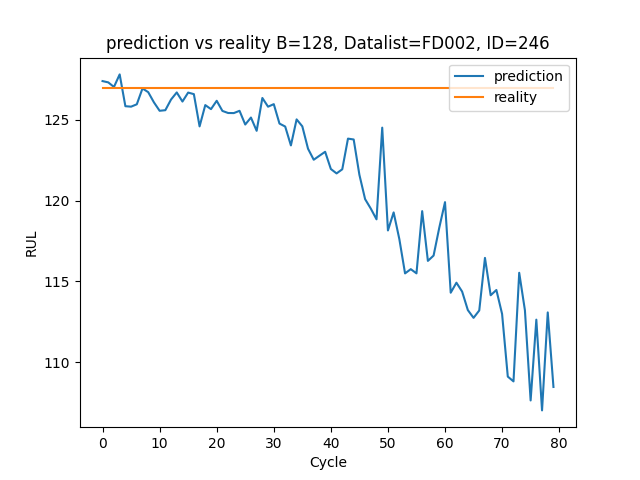 prediction vs reality B=128, Datalist=FD002, ID=246
prediction
reality
125
120
115
110
RUL
0 10 20 30 40 50 60 70 80
Cycle